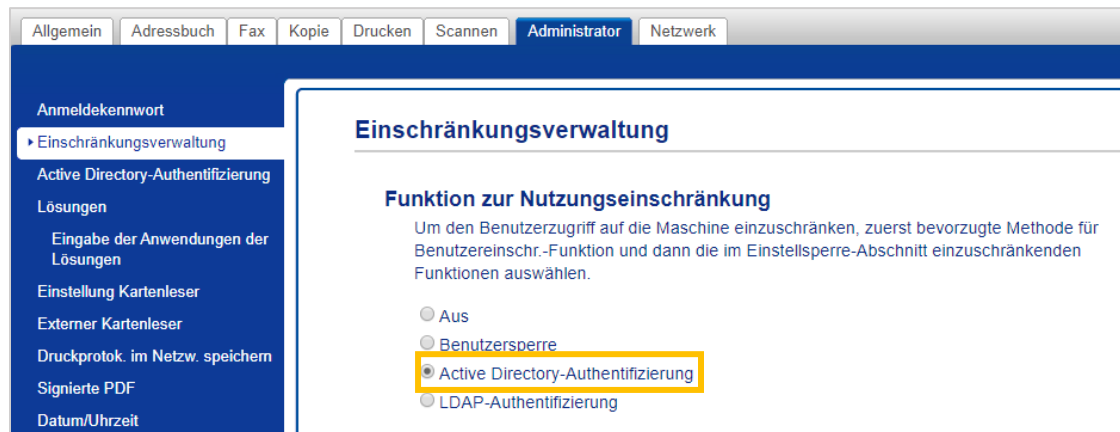 Allgemein Adressbuch Fax Kopie Drucken Scannen Administrator Netzwerk
Anmeldekennwort
Einschränkungsverwaltung
Active Directory-Authentifizierung
Lösungen
Eingabe der Anwendungen der
Lösungen
Einstellung Kartenleser
Externer Kartenleser
Druckprotok. im Netzw. speichern
Signierte PDF
Datum/Uhrzeit
Einschränkungsverwaltung
Funktion zur Nutzungseinschränkung
Um den Benutzerzugriff auf die Maschine einzuschränken, zuerst bevorzugte Methode für
Benutzereinschr.-Funktion und dann die im Einstellsperre-Abschnitt einzuschränkenden
Funktionen auswählen.
Aus
Benutzersperre
Active Directory-Authentifizierung
LDAP-Authentifizierung